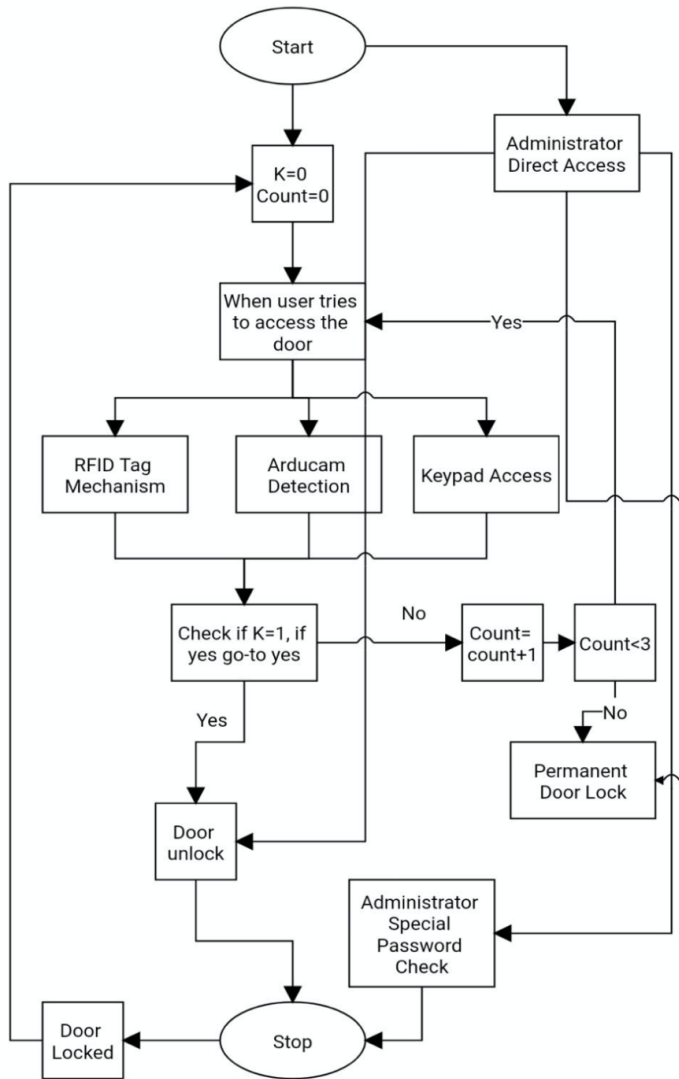 Start
Administrator
Direct Access
K=0
Count=0
When user tries
to access the
door
Yes
RFID Tag
Mechanism
Arducam
Detection
Keypad Access
No
Check if K=1, if
yes go-to yes
Count=
count+1
Count<3
Yes
No
Permanent
Door Lock
Door
unlock
Administrator
Special
Password
Check
Door
Locked
Stop